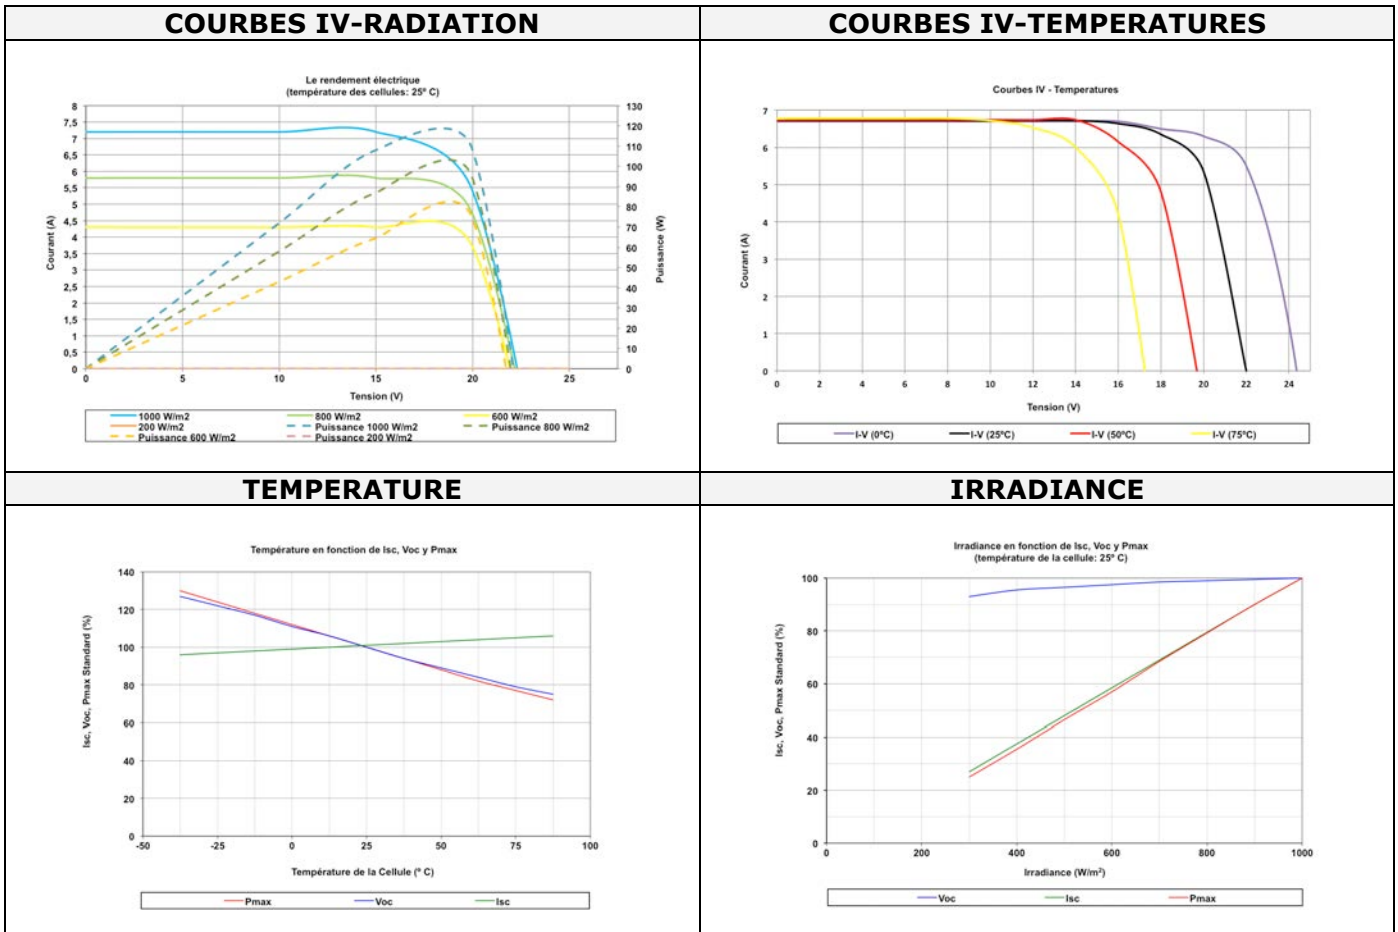 COURBES IV-RADIATION
Le rendement électrique
(température des cellules: 25º C)
8
7,5
7
6,5
6
5,5
5
4,5
4
3,5
3
2,5
2
1,5
1
0,5
0
Courant (A)
130
120
110
100
90
80
70
60
50
40
30
20
10
0
Puissance (W)
0 5 10 15 20 25
Tension (V)
1000 W/m2 800 W/m2 600 W/m2
200 W/m2 Puissance 1000 W/m2 Puissance 800 W/m2
Puissance 600 W/m2 Puissance 200 W/m2
COURBES IV-TEMPERATURES
Courbes IV - Temperatures
7
6
5
4
3
2
1
0
Courant (A)
0 2 4 6 8 10 12 14 16 18 20 22 24
Tension (V)
I-V (0ºC) I-V (25ºC) I-V (50ºC) I-V (75ºC)
TEMPERATURE
Température en fonction de Isc, Voc y Pmax
140
120
100
80
60
40
20
0
Isc, Voc, Pmax Standard (%)
-50 -25 0 25 50 75 100
Température de la Cellule (º C)
Pmax Voc Isc
IRRADIANCE
Irradiance en fonction de Isc, Voc y Pmax
(température de la cellule: 25º C)
100
80
60
40
20
0
Isc, Voc, Pmax Standard (%)
0 200 400 600 800 1000
Irradiance (W/m²)
Voc Isc Pmax